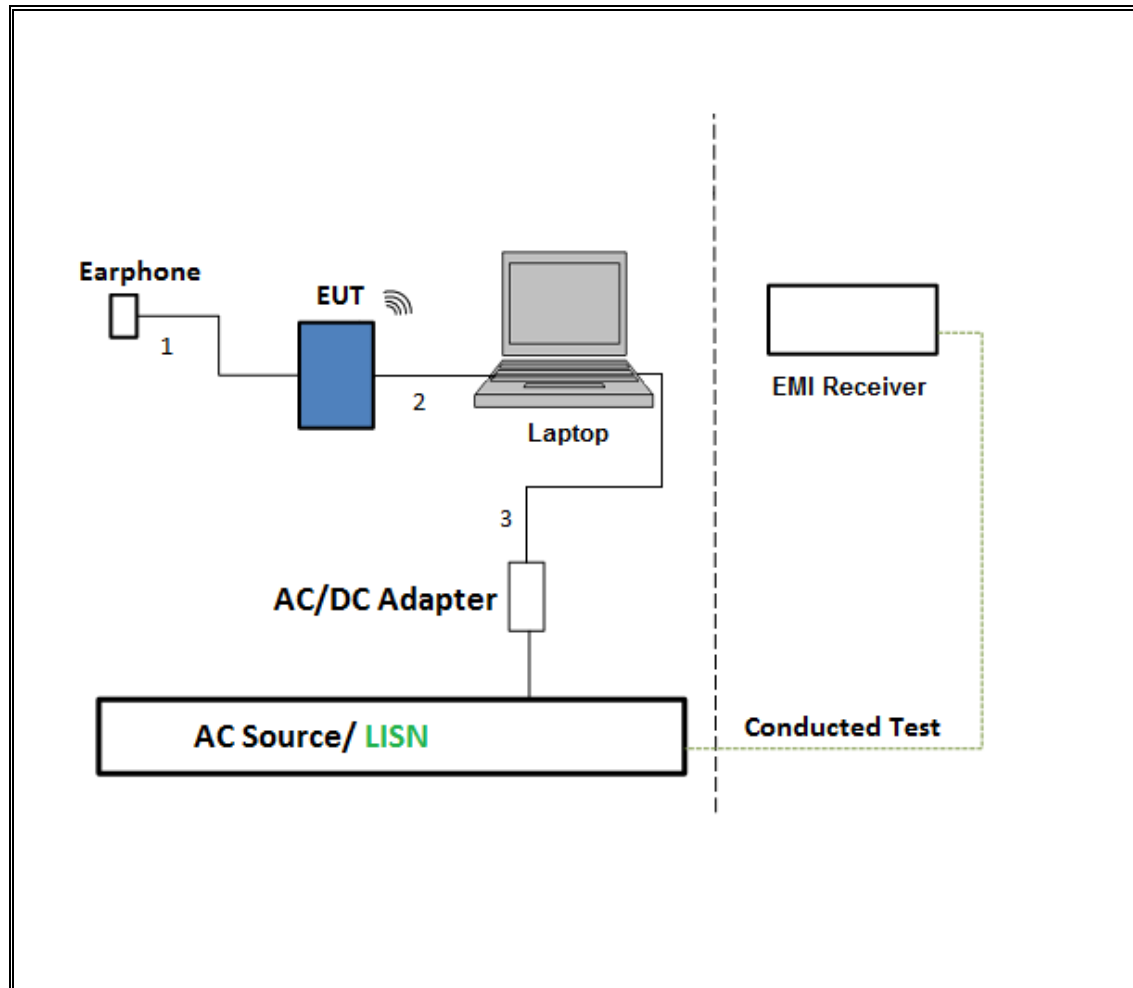 Earphone
EUT
1
2
Laptop
EMI Receiver
3
AC/DC Adapter
AC Source/ LISN
Conducted Test